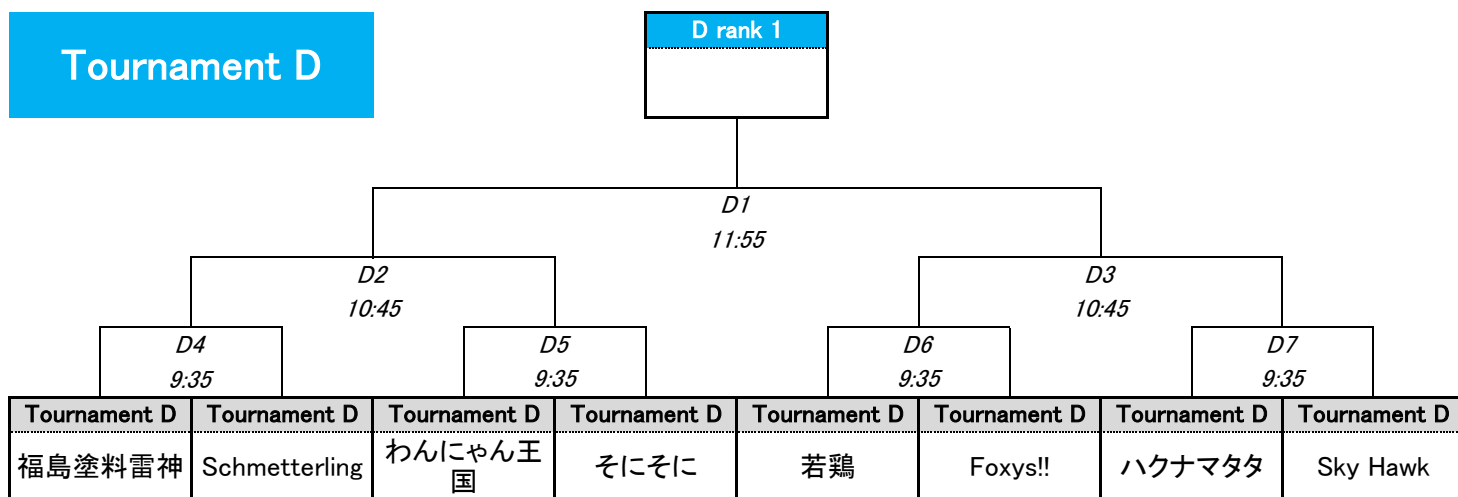 Tournament D
D rank 1
D1
11:55
D2
D3
10:45
10:45
D4
D5
D6
D7
9:35
9:35
9:35
9:35
Tournament D Tournament D Tournament D Tournament D Tournament D Tournament D Tournament D Tournament D
福島塗料雷神
Schmetterling
わんにゃん王
国
そにそに
若鶏
Foxys!!
ハクナマタタ
Sky Hawk